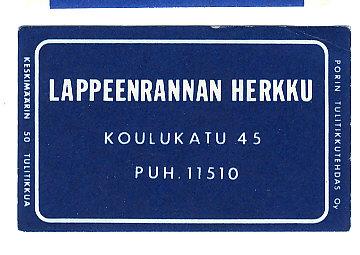 LAPPEENRANNAN HERKKU
KOULUKATU 45
PUH. 11510
KESKIMÄÄRIN 50 TULITIKKUA
PORIN TULITIKKUTEHDAS Oy